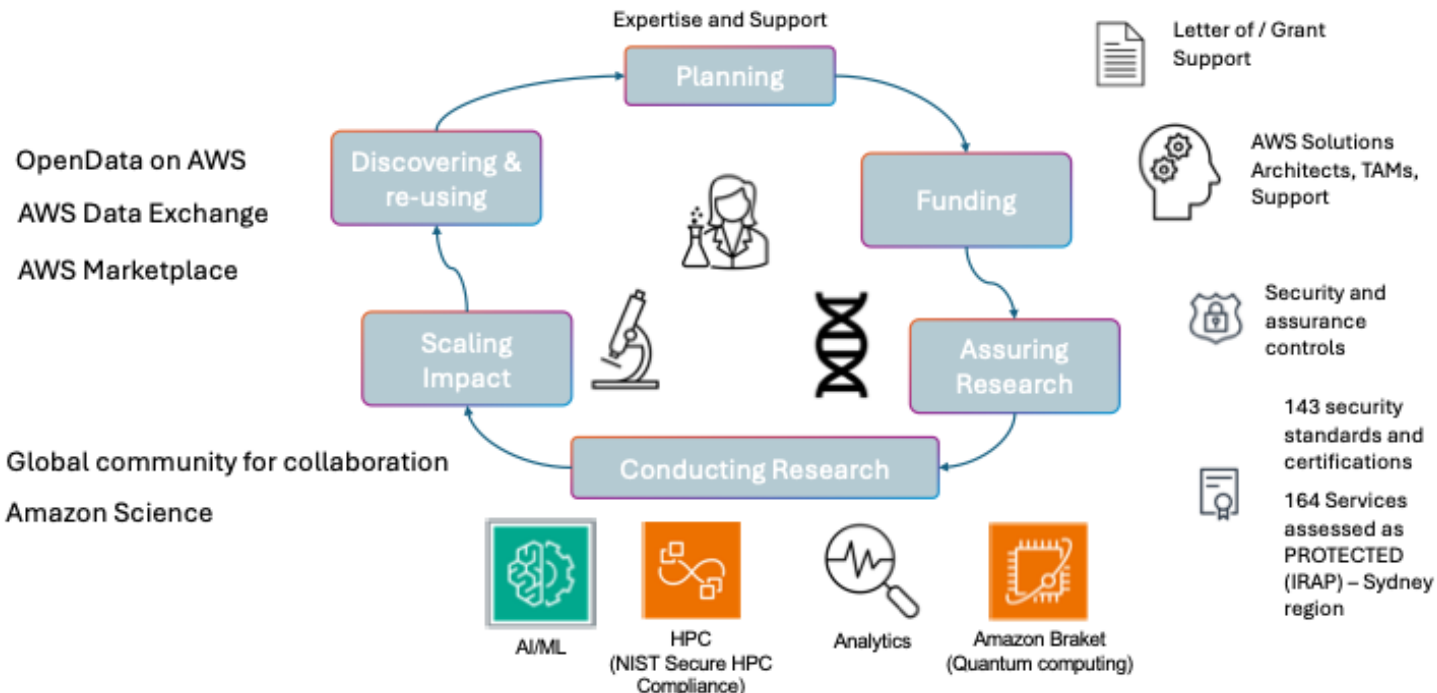 Expertise and Support
Planning
Letter of / Grant
Support
Discovering &
re-using
Funding
AWS Solutions
Architects, TAMs,
Support
OpenData on AWS
AWS Data Exchange
AWS Marketplace
Scaling
Impact
Assuring
Research
Security and
assurance
controls
Global community for collaboration
Amazon Science
Conducting Research
143 security
standards and
certifications
164 Services
assessed as
PROTECTED
(IRAP) – Sydney
region
AI/ML
HPC
(NIST Secure HPC
Compliance)
Analytics
Amazon Braket
(Quantum computing)